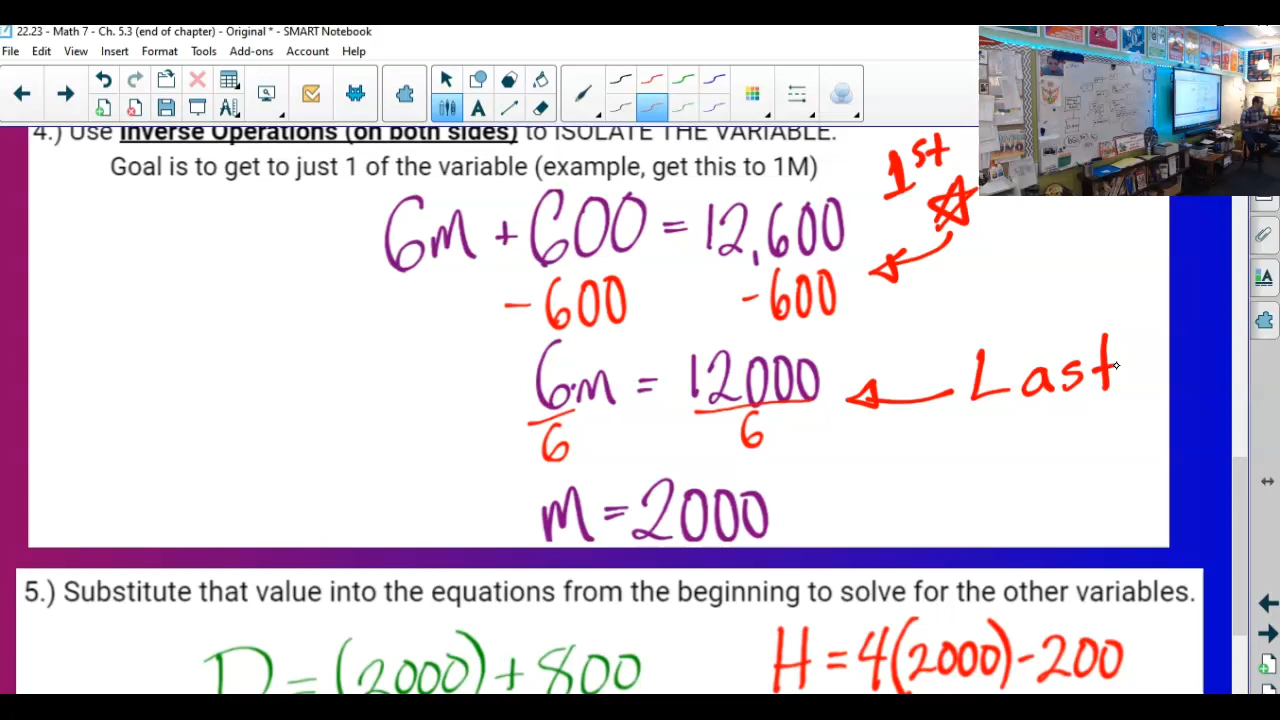 22.23 - Math 7 - Ch. 5.3 (end of chapter) - Original * - SMART Notebook
File Edit View Insert Format Tools Add-ons Account Help
4.) Use Inverse Operations (on both sides) to ISOLATE THE VARIABLE.
Goal is to get to just 1 of the variable (example, get this to 1M)
1st
6m + 600 = 12,600
-600 -600
6·m = 12000 Last
6 6
m = 2000
5.) Substitute that value into the equations from the beginning to solve for the other variables.
D = (2000) + 800 H = 4(2000) - 200